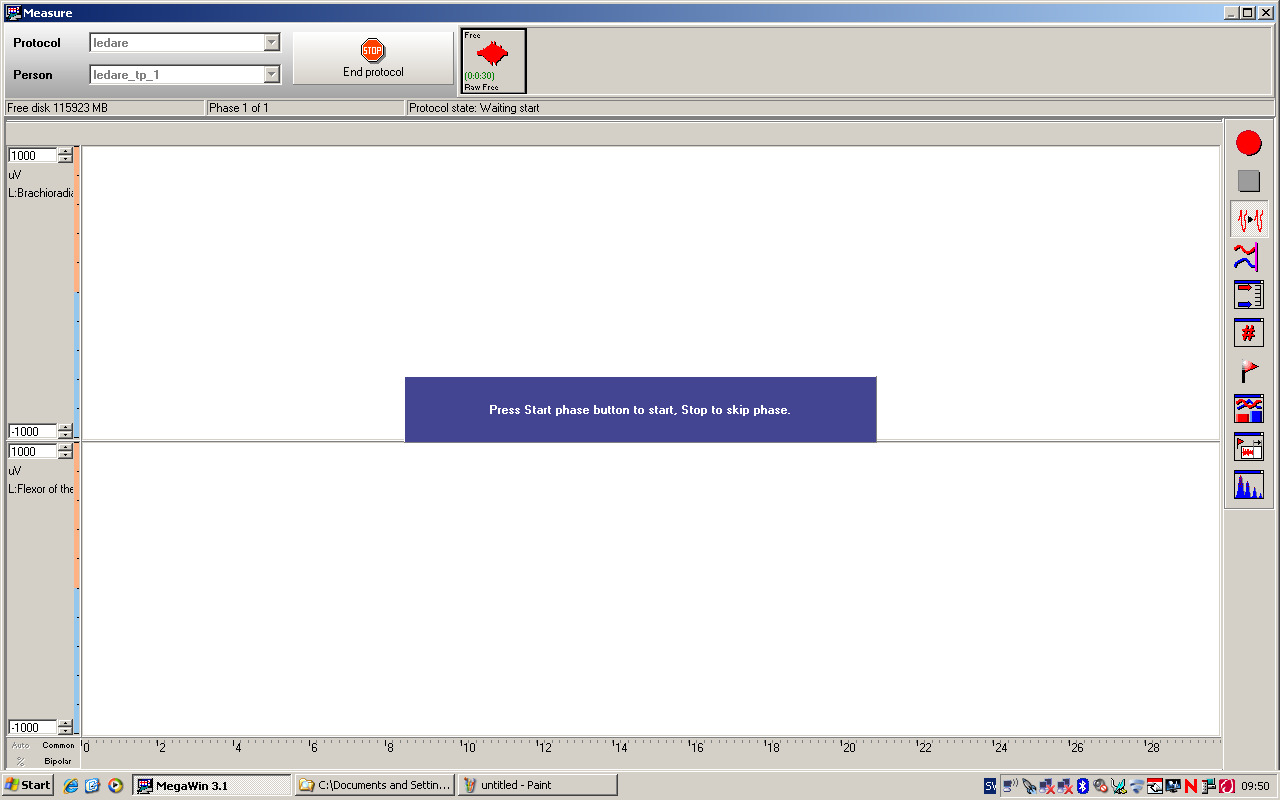 Measure
Protocol ledare
Person ledare_tp_1
STOP
End protocol
Free
(0:0:30)
Raw Free
Free disk 115923 MB Phase 1 of 1 Protocol state: Waiting start
1000
uV
L:Brachioradia
-1000
1000
uV
L:Flexor of the
-1000
Press Start phase button to start, Stop to skip phase.
#
Auto Common
% Bipolar
0 2 4 6 8 10 12 14 16 18 20 22 24 26 28
Start MegaWin 3.1 C:\Documents and Settin... untitled - Paint SV N 09:50